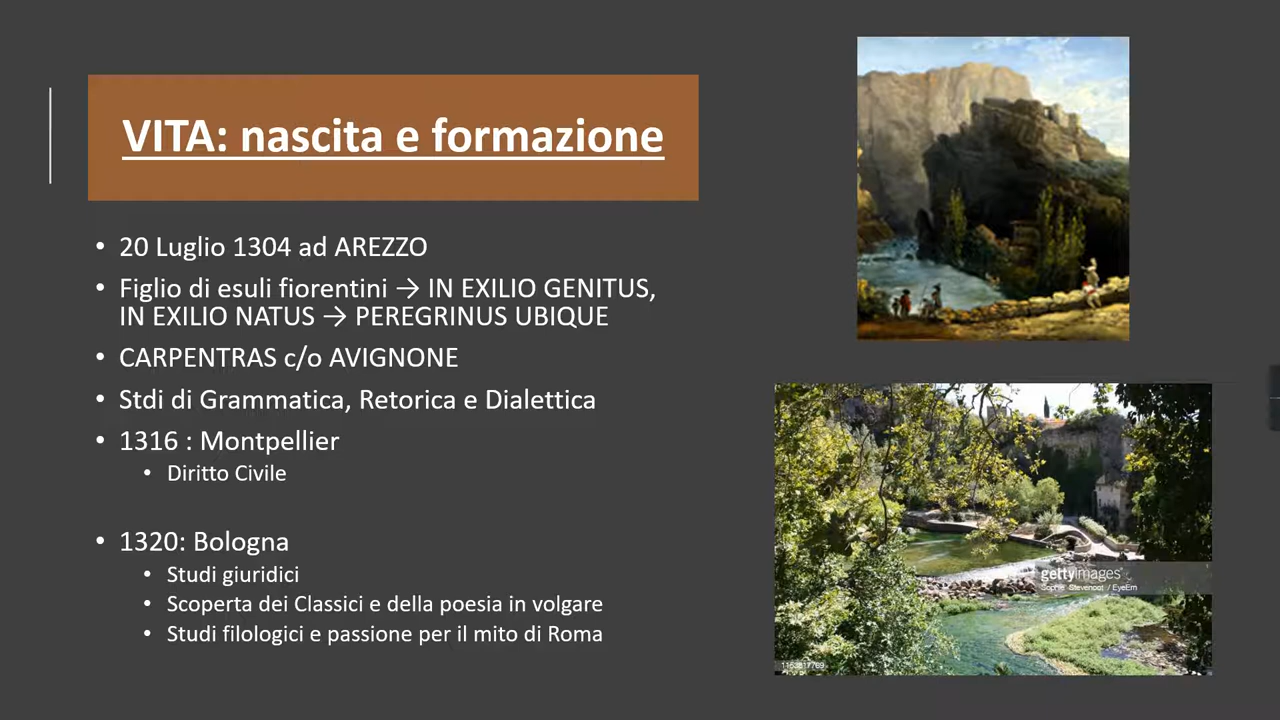 VITA: nascita e formazione
• 20 Luglio 1304 ad AREZZO
• Figlio di esuli fiorentini → IN EXILIO GENITUS,
IN EXILIO NATUS → PEREGRINUS UBIQUE
• CARPENTRAS c/o AVIGNONE
• Stdi di Grammatica, Retorica e Dialettica
• 1316 : Montpellier
• Diritto Civile
• 1320: Bologna
• Studi giuridici
• Scoperta dei Classici e della poesia in volgare
• Studi filologici e passione per il mito di Roma
gettyimages